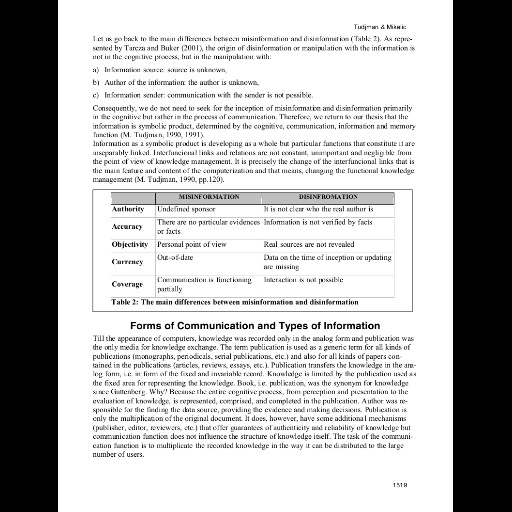 Tudjman & Mikelic
Let us go back to the main differences between misinformation and disinformation (Table 2). As repre-
sented by Tareza and Buker (2001), the origin of disinformation or manipulation with the information is
not in the cognitive process, but in the manipulation with:
a) Information source: source is unknown,
b) Author of the information: the author is unknown,
c) Information sender: communication with the sender is not possible.
Consequently, we do not need to seek for the inception of misinformation and disinformation primarily
in the cognitive but rather in the process of communication. Therefore, we return to our thesis that the
information is symbolic product, determined by the cognitive, communication, information and memory
function (M. Tudjman, 1990, 1991).
Information as a symbolic product is developing as a whole but particular functions that constitute it are
inseparably linked. Interfunctional links and relations are not constant, unimportant and negligible from
the point of view of knowledge management. It is precisely the change of the interfunctional links that is
the main feature and content of the computerization and that means, changing the functional knowledge
management (M. Tudjman, 1990, pp.120).
MISINFORMATION DISINFROMATION
Authority Undefined sponsor It is not clear who the real author is
Accuracy There are no particular evidences or facts Information is not verified by facts
Objectivity Personal point of view Real sources are not revealed
Currency Out-of-date Data on the time of inception or updating are missing
Coverage Communication is functioning partially Interaction is not possible
Table 2: The main differences between misinformation and disinformation
Forms of Communication and Types of Information
Till the appearance of computers, knowledge was recorded only in the analog form and publication was
the only media for knowledge exchange. The term publication is used as a generic term for all kinds of
publications (monographs, periodicals, serial publications, etc.) and also for all kinds of papers con-
tained in the publications (articles, reviews, essays, etc.). Publication transfers the knowledge in the ana-
log form, i.e. in form of the fixed and invariable record. Knowledge is limited by the publication used as
the fixed area for representing the knowledge. Book, i.e. publication, was the synonym for knowledge
since Guttenberg. Why? Because the entire cognitive process, from perception and presentation to the
evaluation of knowledge, is represented, comprised, and completed in the publication. Author was re-
sponsible for the finding the data source, providing the evidence and making decisions. Publication is
only the multiplication of the original document. It does, however, have some additional mechanisms
(publisher, editor, reviewers, etc.) that offer guarantees of authenticity and reliability of knowledge but
communication function does not influence the structure of knowledge itself. The task of the communi-
cation function is to multiplicate the recorded knowledge in the way it can be distributed to the large
number of users.
1519